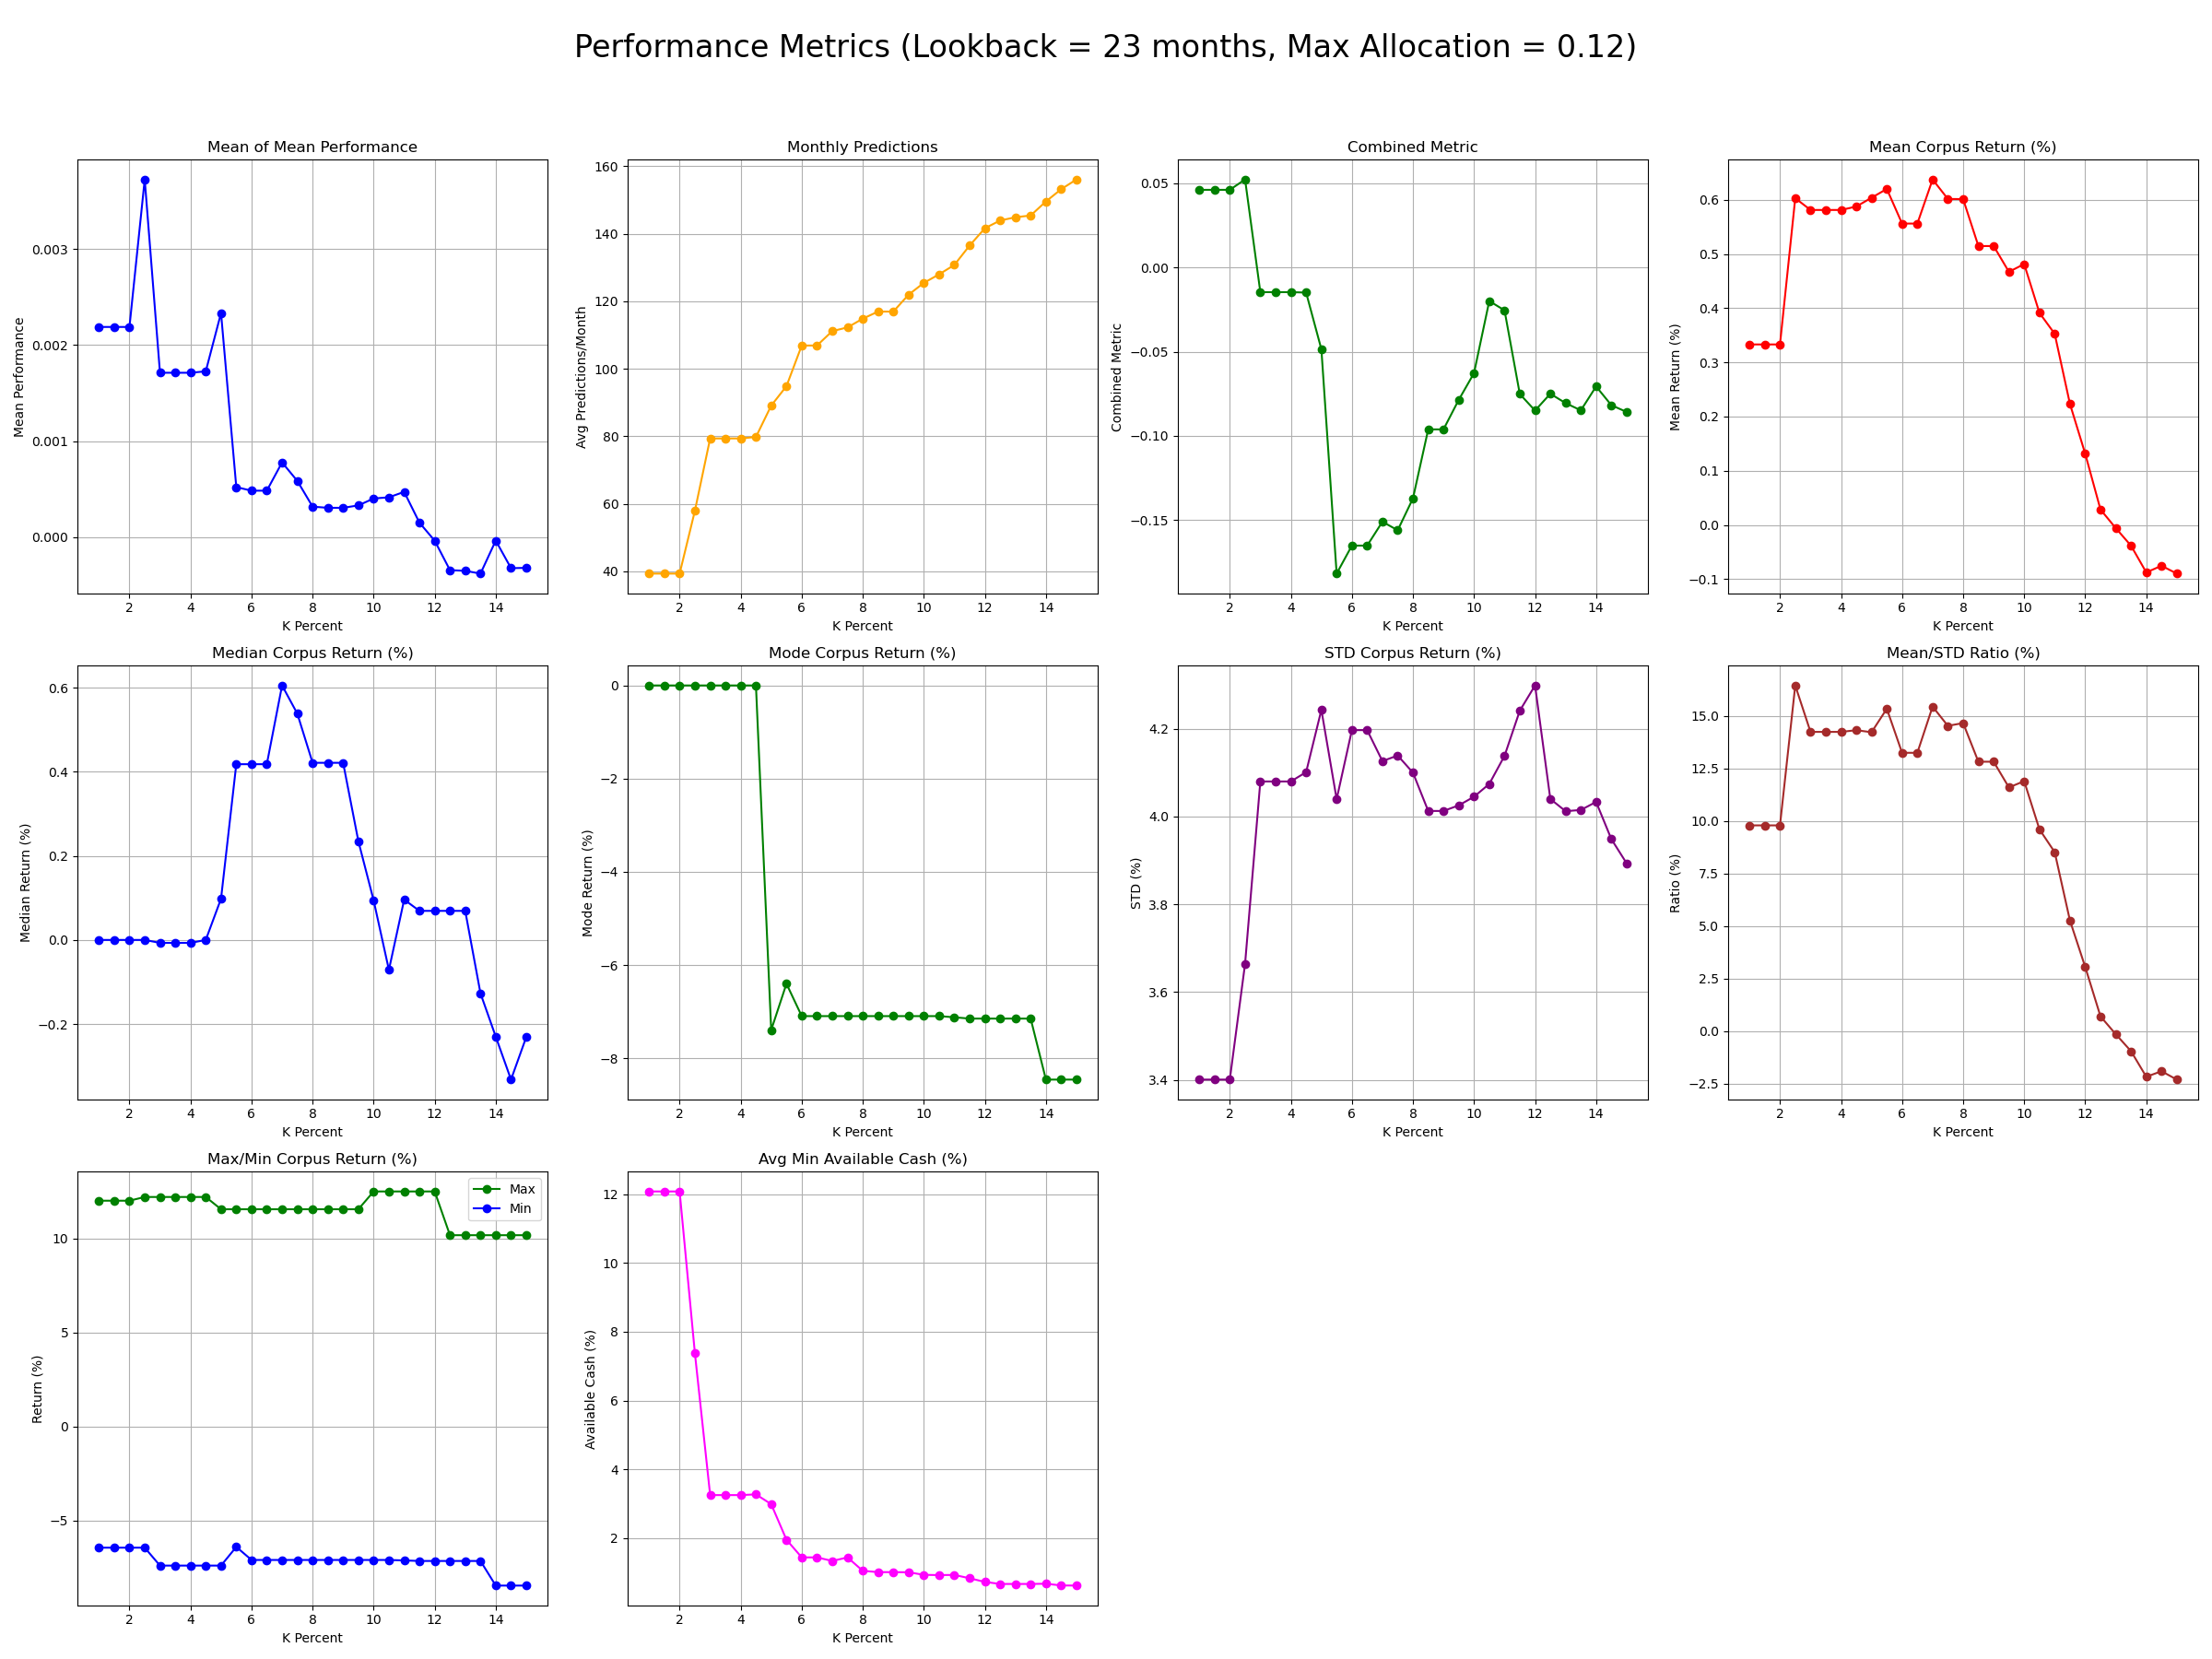 Performance Metrics (Lookback = 23 months, Max Allocation = 0.12)
Mean of Mean Performance
Mean Performance
0.003
0.002
0.001
0.000
2 4 6 8 10 12 14
K Percent
Monthly Predictions
Avg Predictions/Month
160
140
120
100
80
60
40
2 4 6 8 10 12 14
K Percent
Combined Metric
Combined Metric
0.05
0.00
−0.05
−0.10
−0.15
2 4 6 8 10 12 14
K Percent
Mean Corpus Return (%)
Mean Return (%)
0.6
0.5
0.4
0.3
0.2
0.1
0.0
−0.1
2 4 6 8 10 12 14
K Percent
Median Corpus Return (%)
Median Return (%)
0.6
0.4
0.2
0.0
−0.2
2 4 6 8 10 12 14
K Percent
Mode Corpus Return (%)
Mode Return (%)
0
−2
−4
−6
−8
2 4 6 8 10 12 14
K Percent
STD Corpus Return (%)
STD (%)
4.2
4.0
3.8
3.6
3.4
2 4 6 8 10 12 14
K Percent
Mean/STD Ratio (%)
Ratio (%)
15.0
12.5
10.0
7.5
5.0
2.5
0.0
−2.5
2 4 6 8 10 12 14
K Percent
Max/Min Corpus Return (%)
Return (%)
10
5
0
−5
Max
Min
2 4 6 8 10 12 14
K Percent
Avg Min Available Cash (%)
Available Cash (%)
12
10
8
6
4
2
2 4 6 8 10 12 14
K Percent